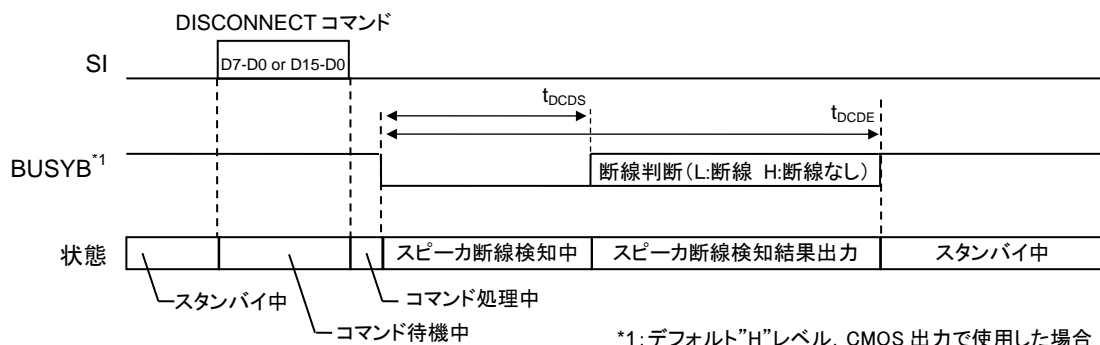 DISCONNECT コマンド
SI
D7-D0 or D15-D0
tDCDS
tDCDE
BUSYB*1
断線判断(L:断線 H:断線なし)
状態
スピーカ断線検知中
スピーカ断線検知結果出力
スタンバイ中
スタンバイ中
コマンド処理中
コマンド待機中
*1:デフォルト"H"レベル、CMOS 出力で使用した場合